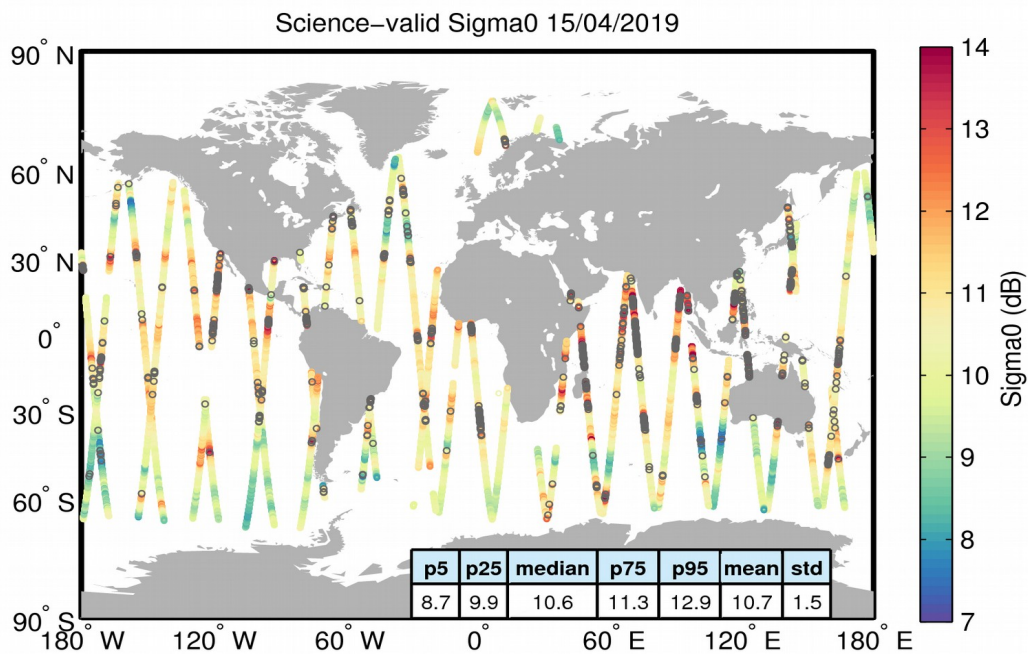 Science−valid Sigma0 15/04/2019
90° N
60° N
30° N
0°
30° S
60° S
90° S
180° W
120° W
60° W
0°
60° E
120° E
180° E
14
13
12
11
10
9
8
7
Sigma0 (dB)
p5 p25 median p75 p95 mean std
8.7 9.9 10.6 11.3 12.9 10.7 1.5